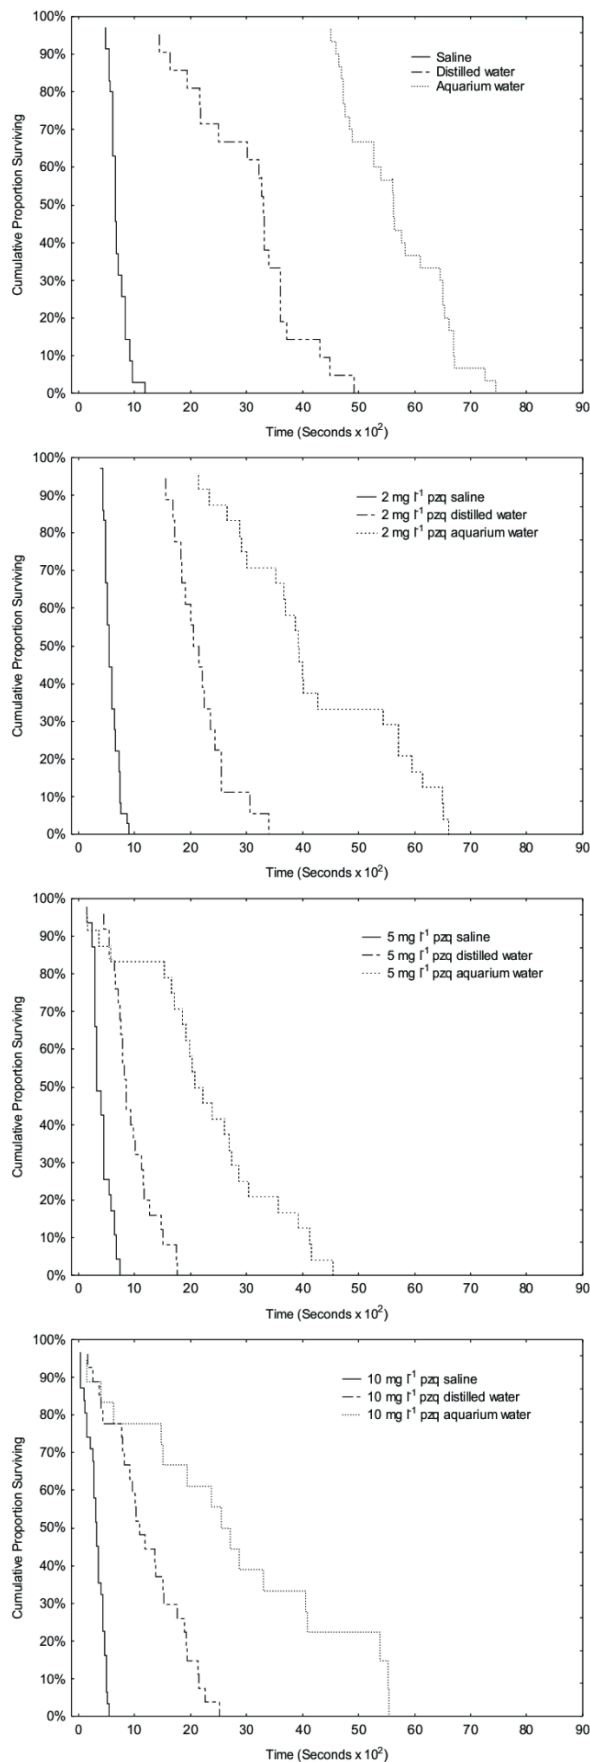 100%
90%
80%
70%
60%
50%
40%
30%
20%
10%
0%
Cumulative Proportion Surviving
Saline
Distilled water
Aquarium water
0 10 20 30 40 50 60 70 80 90
Time (Seconds x 10²)
100%
90%
80%
70%
60%
50%
40%
30%
20%
10%
0%
Cumulative Proportion Surviving
2 mg l⁻¹ pzq saline
2 mg l⁻¹ pzq distilled water
2 mg l⁻¹ pzq aquarium water
0 10 20 30 40 50 60 70 80 90
Time (Seconds x 10²)
100%
90%
80%
70%
60%
50%
40%
30%
20%
10%
0%
Cumulative Proportion Surviving
5 mg l⁻¹ pzq saline
5 mg l⁻¹ pzq distilled water
5 mg l⁻¹ pzq aquarium water
0 10 20 30 40 50 60 70 80 90
Time (Seconds x 10²)
100%
90%
80%
70%
60%
50%
40%
30%
20%
10%
0%
Cumulative Proportion Surviving
10 mg l⁻¹ pzq saline
10 mg l⁻¹ pzq distilled water
10 mg l⁻¹ pzq aquarium water
0 10 20 30 40 50 60 70 80 90
Time (Seconds x 10²)